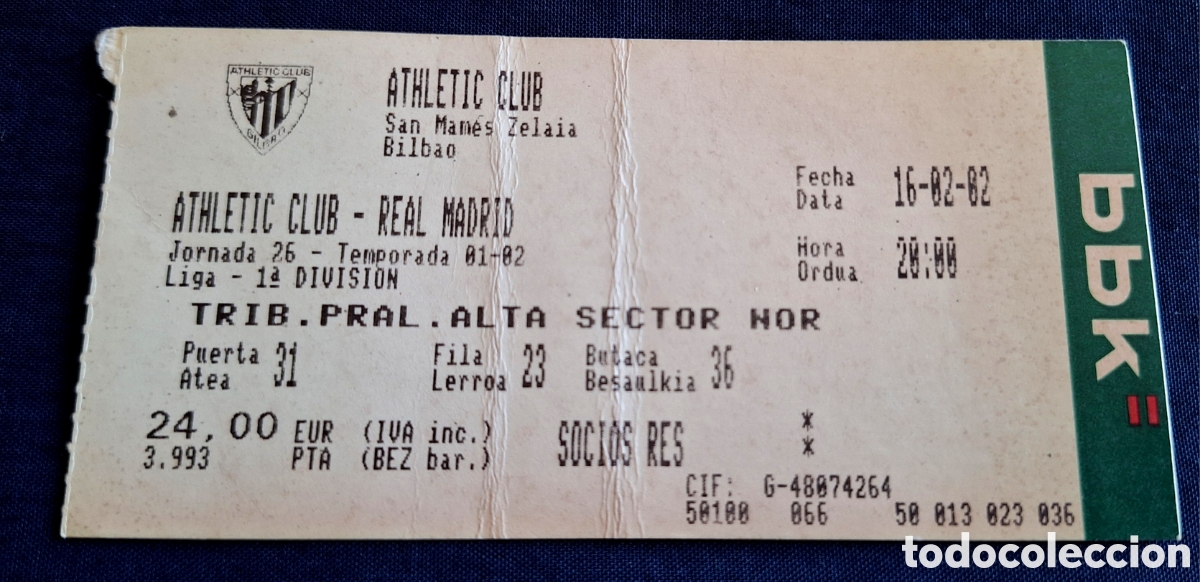 ATHLETIC CLUB
BILBAO
ATHLETIC CLUB
San Mamés Zelaia
Bilbao
Fecha 16-02-02
Data
ATHLETIC CLUB - REAL MADRID
Jornada 26 - Temporada 01-02
Hora 20:00
Ordua
Liga - 1ª DIVISION
TRIB.PRAL.ALTA SECTOR NOR
Puerta 31 Fila 23 Butaca 36
Atea Lerroa Besaulkia
24,00 EUR (IVA inc.) SOCIOS RES *
3.993 PTA (BEZ bar.) *
CIF: G-48074264
50100 066 50 013 023 036
bbk=
todocoleccion